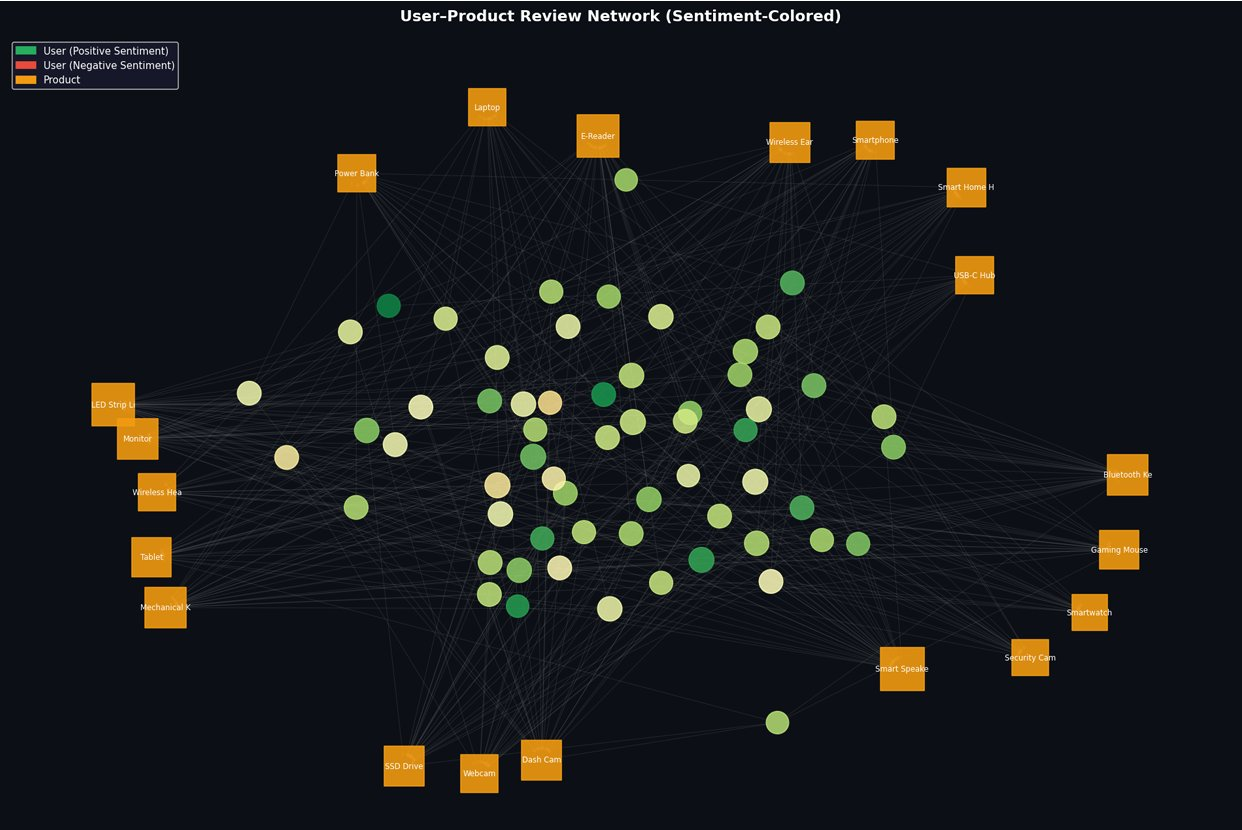 User–Product Review Network (Sentiment-Colored)
User (Positive Sentiment)
User (Negative Sentiment)
Product
Laptop
E-Reader
Wireless Ear
Smartphone
Power Bank
Smart Home H
USB-C Hub
LED Strip Li
Monitor
Wireless Hea
Bluetooth Ke
Tablet
Gaming Mouse
Mechanical K
Smartwatch
Security Cam
Smart Speake
SSD Drive
Webcam
Dash Cam